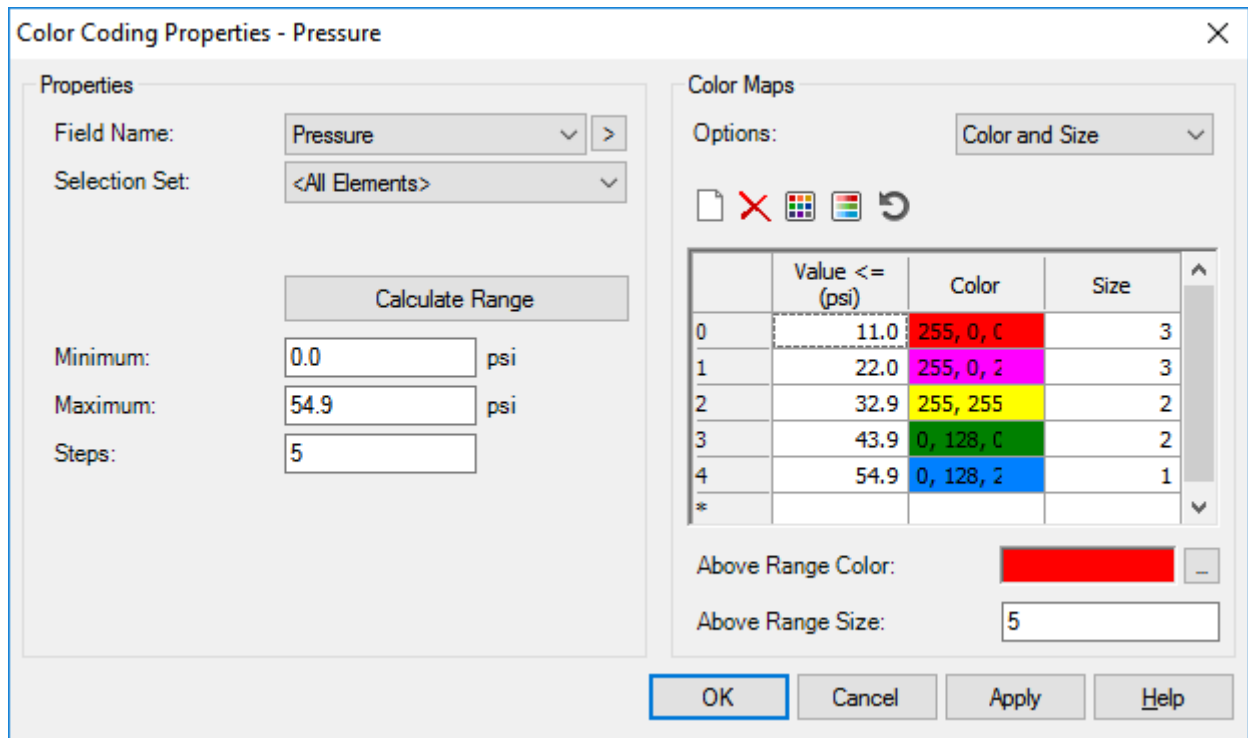 Color Coding Properties - Pressure
Properties
Field Name: Pressure >
Selection Set: <All Elements>
Calculate Range
Minimum: 0.0 psi
Maximum: 54.9 psi
Steps: 5
Color Maps
Options: Color and Size
Value <= (psi) Color Size
0 11.0 255, 0, 0 3
1 22.0 255, 0, 2 3
2 32.9 255, 255 2
3 43.9 0, 128, 0 2
4 54.9 0, 128, 2 1
*
Above Range Color: ...
Above Range Size: 5
OK Cancel Apply Help